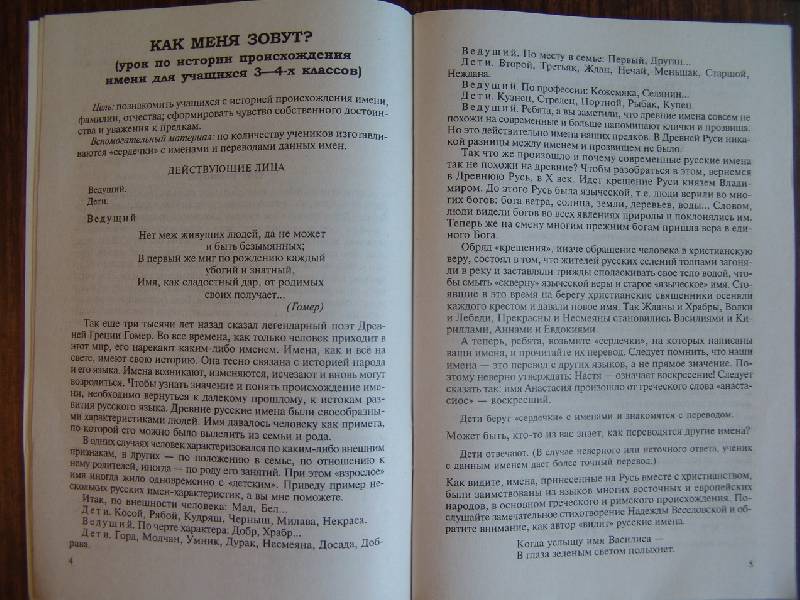 КАК МЕНЯ ЗОВУТ?
(урок по истории происхождения
имени для учащихся 3—4-х классов)
Цель: познакомить учащихся с историей происхождения имени,
фамилии, отчества; сформировать чувство собственного достоин-
ства и уважения к предкам.
Вспомогательный материал: по количеству учеников изготавли-
ваются «сердечки» с именами и переводами данных имен.
ДЕЙСТВУЮЩИЕ ЛИЦА
Ведущий.
Дети.
Ведущий
Нет меж живущих людей, да не может
и быть безымянных;
В первый же миг по рождению каждый
убогий и знатный,
Имя, как сладостный дар, от родимых
своих получает...
(Гомер)
Так еще три тысячи лет назад сказал легендарный поэт Древ-
ней Греции Гомер. Во все времена, как только человек приходит в
этот мир, его нарекают каким-либо именем. Имена, как и всё на
свете, имеют свою историю. Она тесно связана с историей народа
и его языка. Имена возникают, изменяются, исчезают и вновь могут
возродиться. Чтобы узнать значение и понять происхождение име-
ни, необходимо вернуться к далекому прошлому, к истокам раз-
вития русского языка. Древние русские имена были своеобразны-
ми характеристиками людей. Имя давалось человеку как примета,
по которой его можно было выделить из семьи и рода.
В одних случаях человек характеризовался по каким-либо внешним
признакам, в других — по положению в семье, по отношению к
нему родителей, иногда — по роду его занятий. При этом «взрослое»
имя иногда жило одновременно с «детским». Приведу пример не-
скольких русских имен-характеристик, а вы мне поможете.
Итак, по внешности человека: Мал, Бел...
Дети. Косой, Рябой, Кудряш, Черныш, Милава, Некраса.
Ведущий. По черте характера: Добр, Храбр...
Дети. Горд, Молчан, Умник, Дурак, Несмеяна, Досада, Доб-
рава.
4
Ведущий. По месту в семье: Первый, Другак...
Дети. Второй, Третьяк, Ждан, Нечай, Меньшак, Старшой,
Неждана.
Ведущий. По профессии: Кожемяка, Селянин...
Дети. Кузнец, Стрелец, Портной, Рыбак, Купец.
Ведущий. Ребята, а вы заметили, что древние имена совсем не
похожи на современные и больше напоминают клички и прозвища.
Но это действительно имена наших предков. В Древней Руси ника-
кой разницы между именем и прозвищем не было.
Так что же произошло и почему современные русские имена
так не похожи на древние? Чтобы разобраться в этом, вернемся
в Древнюю Русь, в X век. Идет крещение Руси князем Влади-
миром. До этого Русь была языческой, т.е. люди верили во мно-
гих богов: бога ветра, солнца, земли, деревьев, воды... Словом,
люди видели богов во всех явлениях природы и поклонялись им.
Теперь же на смену многим прежним богам пришла вера в еди-
ного Бога.
Обряд «крещения», иначе обращение человека в христианскую
веру, состоял в том, что жителей русских селений толпами загоня-
ли в реку и заставляли трижды споласкивать свое тело водой, что-
бы смыть «скверну» языческой веры и старое «языческое» имя. Сто-
явшие в это время на берегу христианские священники осеняли
каждого крестом и давали новое имя. Так Жданы и Храбры, Волки
и Лебеди, Прекрасны и Несмеяны становились Василиями и Ки-
риллами, Аннами и Евдокиями.
А теперь, ребята, возьмите «сердечки», на которых написаны
ваши имена, и прочитайте их перевод. Следует помнить, что наши
имена — это перевод с других языков, а не прямое значение. По-
этому неверно утверждать: Настя — означает воскресение! Следует
сказать так: имя Анастасия произошло от греческого слова «анаста-
сиос» — воскресший.
Дети берут «сердечки» с именами и знакомятся с переводом.
Может быть, кто-то из вас знает, как переводятся другие имена?
Дети отвечают. (В случае неверного или неточного ответа, ученик
с данным именем дает более точный перевод.)
Как видите, имена, принесенные на Русь вместе с христианством,
были заимствованы из языков многих восточных и европейских
народов, в основном греческого и римского происхождения. По-
слушайте замечательное стихотворение Надежды Веселовской и об-
ратите внимание, как автор «видит» русские имена.
Когда услышу имя Василиса —
В глаза зеленым светом полыхнет.
5